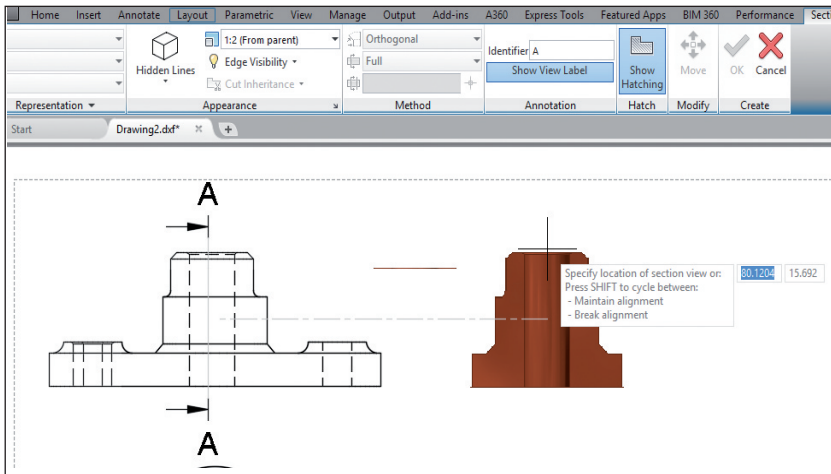 Home Insert Annotate Layout Parametric View Manage Output Add-ins A360 Express Tools Featured Apps BIM 360 Performance Secti
1:2 (From parent) Orthogonal
Identifier A
Hidden Lines Edge Visibility Full Show View Label Show Hatching Move OK Cancel
Cut Inheritance
Representation Appearance Method Annotation Hatch Modify Create
Start Drawing2.dxf*
A
Specify location of section view or: 80.1204 15.692
Press SHIFT to cycle between:
- Maintain alignment
- Break alignment
A